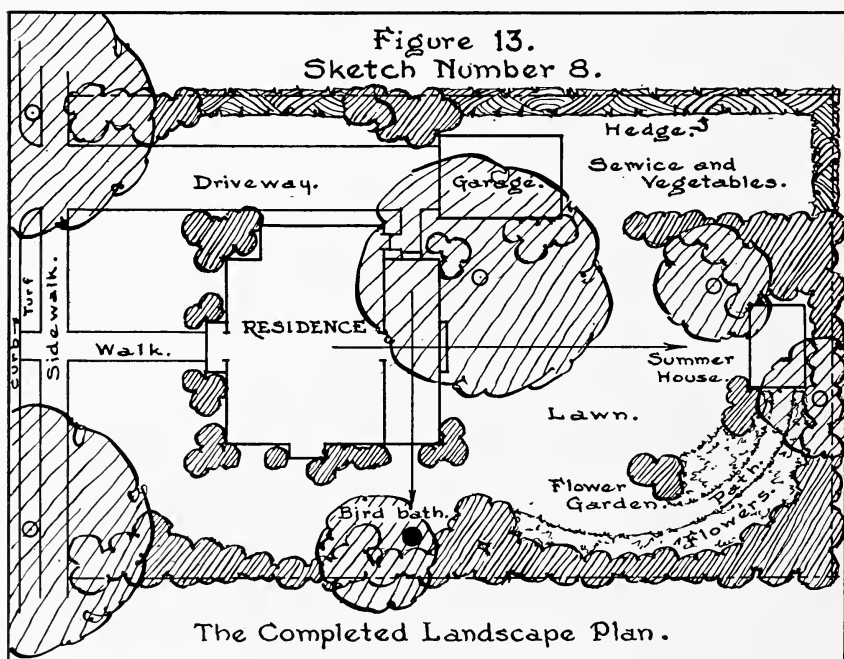 Figure 13.
Sketch Number 8.
Hedge.
Service and
Vegetables.
Driveway.
Garage.
Curb
Turf
Sidewalk.
Walk.
RESIDENCE
Summer
House.
Lawn.
Flower
Garden.
Path.
Flowers.
Bird bath.
The Completed Landscape Plan.